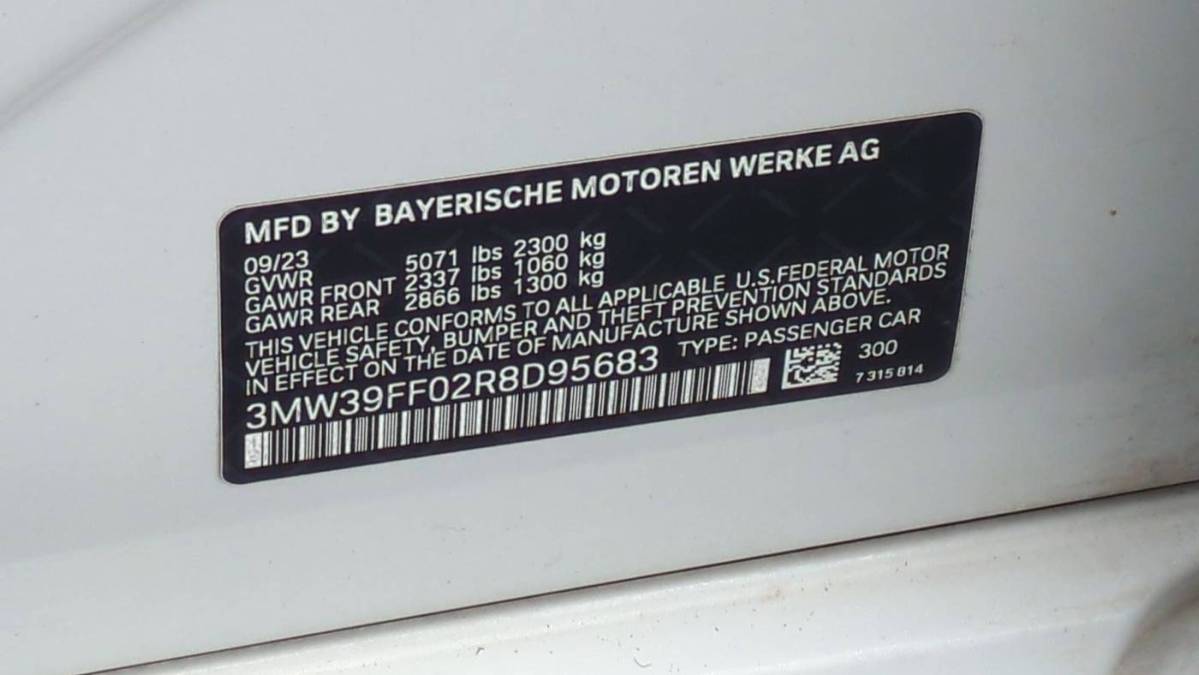 MFD BY BAYERISCHE MOTOREN WERKE AG
09/23
GVWR 5071 lbs 2300 kg
GAWR FRONT 2337 lbs 1060 kg
GAWR REAR 2866 lbs 1300 kg
THIS VEHICLE CONFORMS TO ALL APPLICABLE U.S.FEDERAL MOTOR
VEHICLE SAFETY, BUMPER AND THEFT PREVENTION STANDARDS
IN EFFECT ON THE DATE OF MANUFACTURE SHOWN ABOVE.
3MW39FF02R8D95683 TYPE: PASSENGER CAR
300
7 315 814